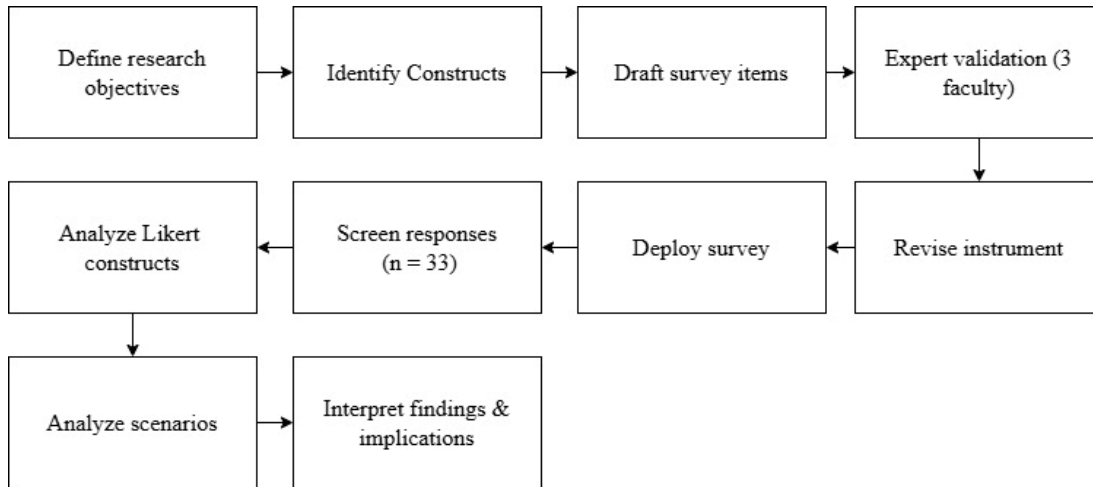 Define research
objectives
Identify Constructs
Draft survey items
Expert validation (3
faculty)
Revise instrument
Deploy survey
Screen responses
(n = 33)
Analyze Likert
constructs
Analyze scenarios
Interpret findings &
implications